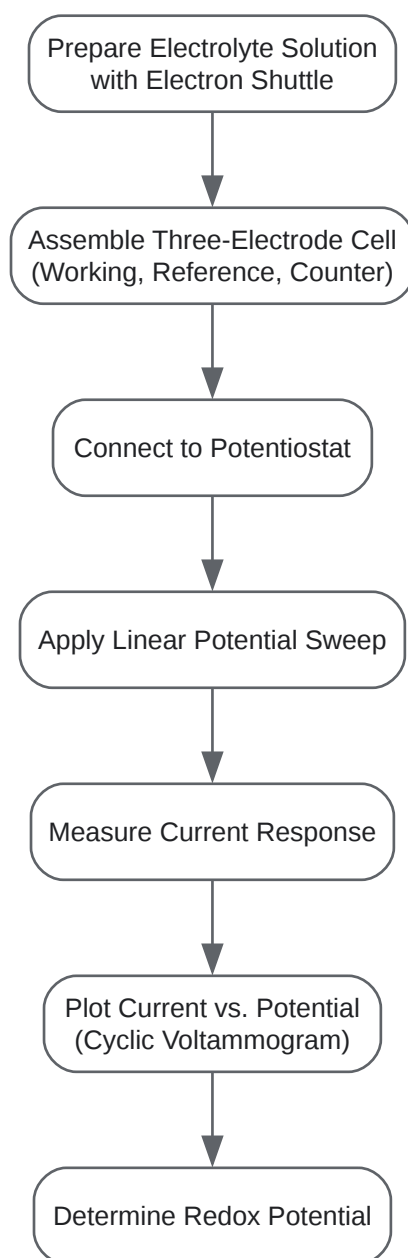 Prepare Electrolyte Solution
with Electron Shuttle
Assemble Three-Electrode Cell
(Working, Reference, Counter)
Connect to Potentiostat
Apply Linear Potential Sweep
Measure Current Response
Plot Current vs. Potential
(Cyclic Voltammogram)
Determine Redox Potential